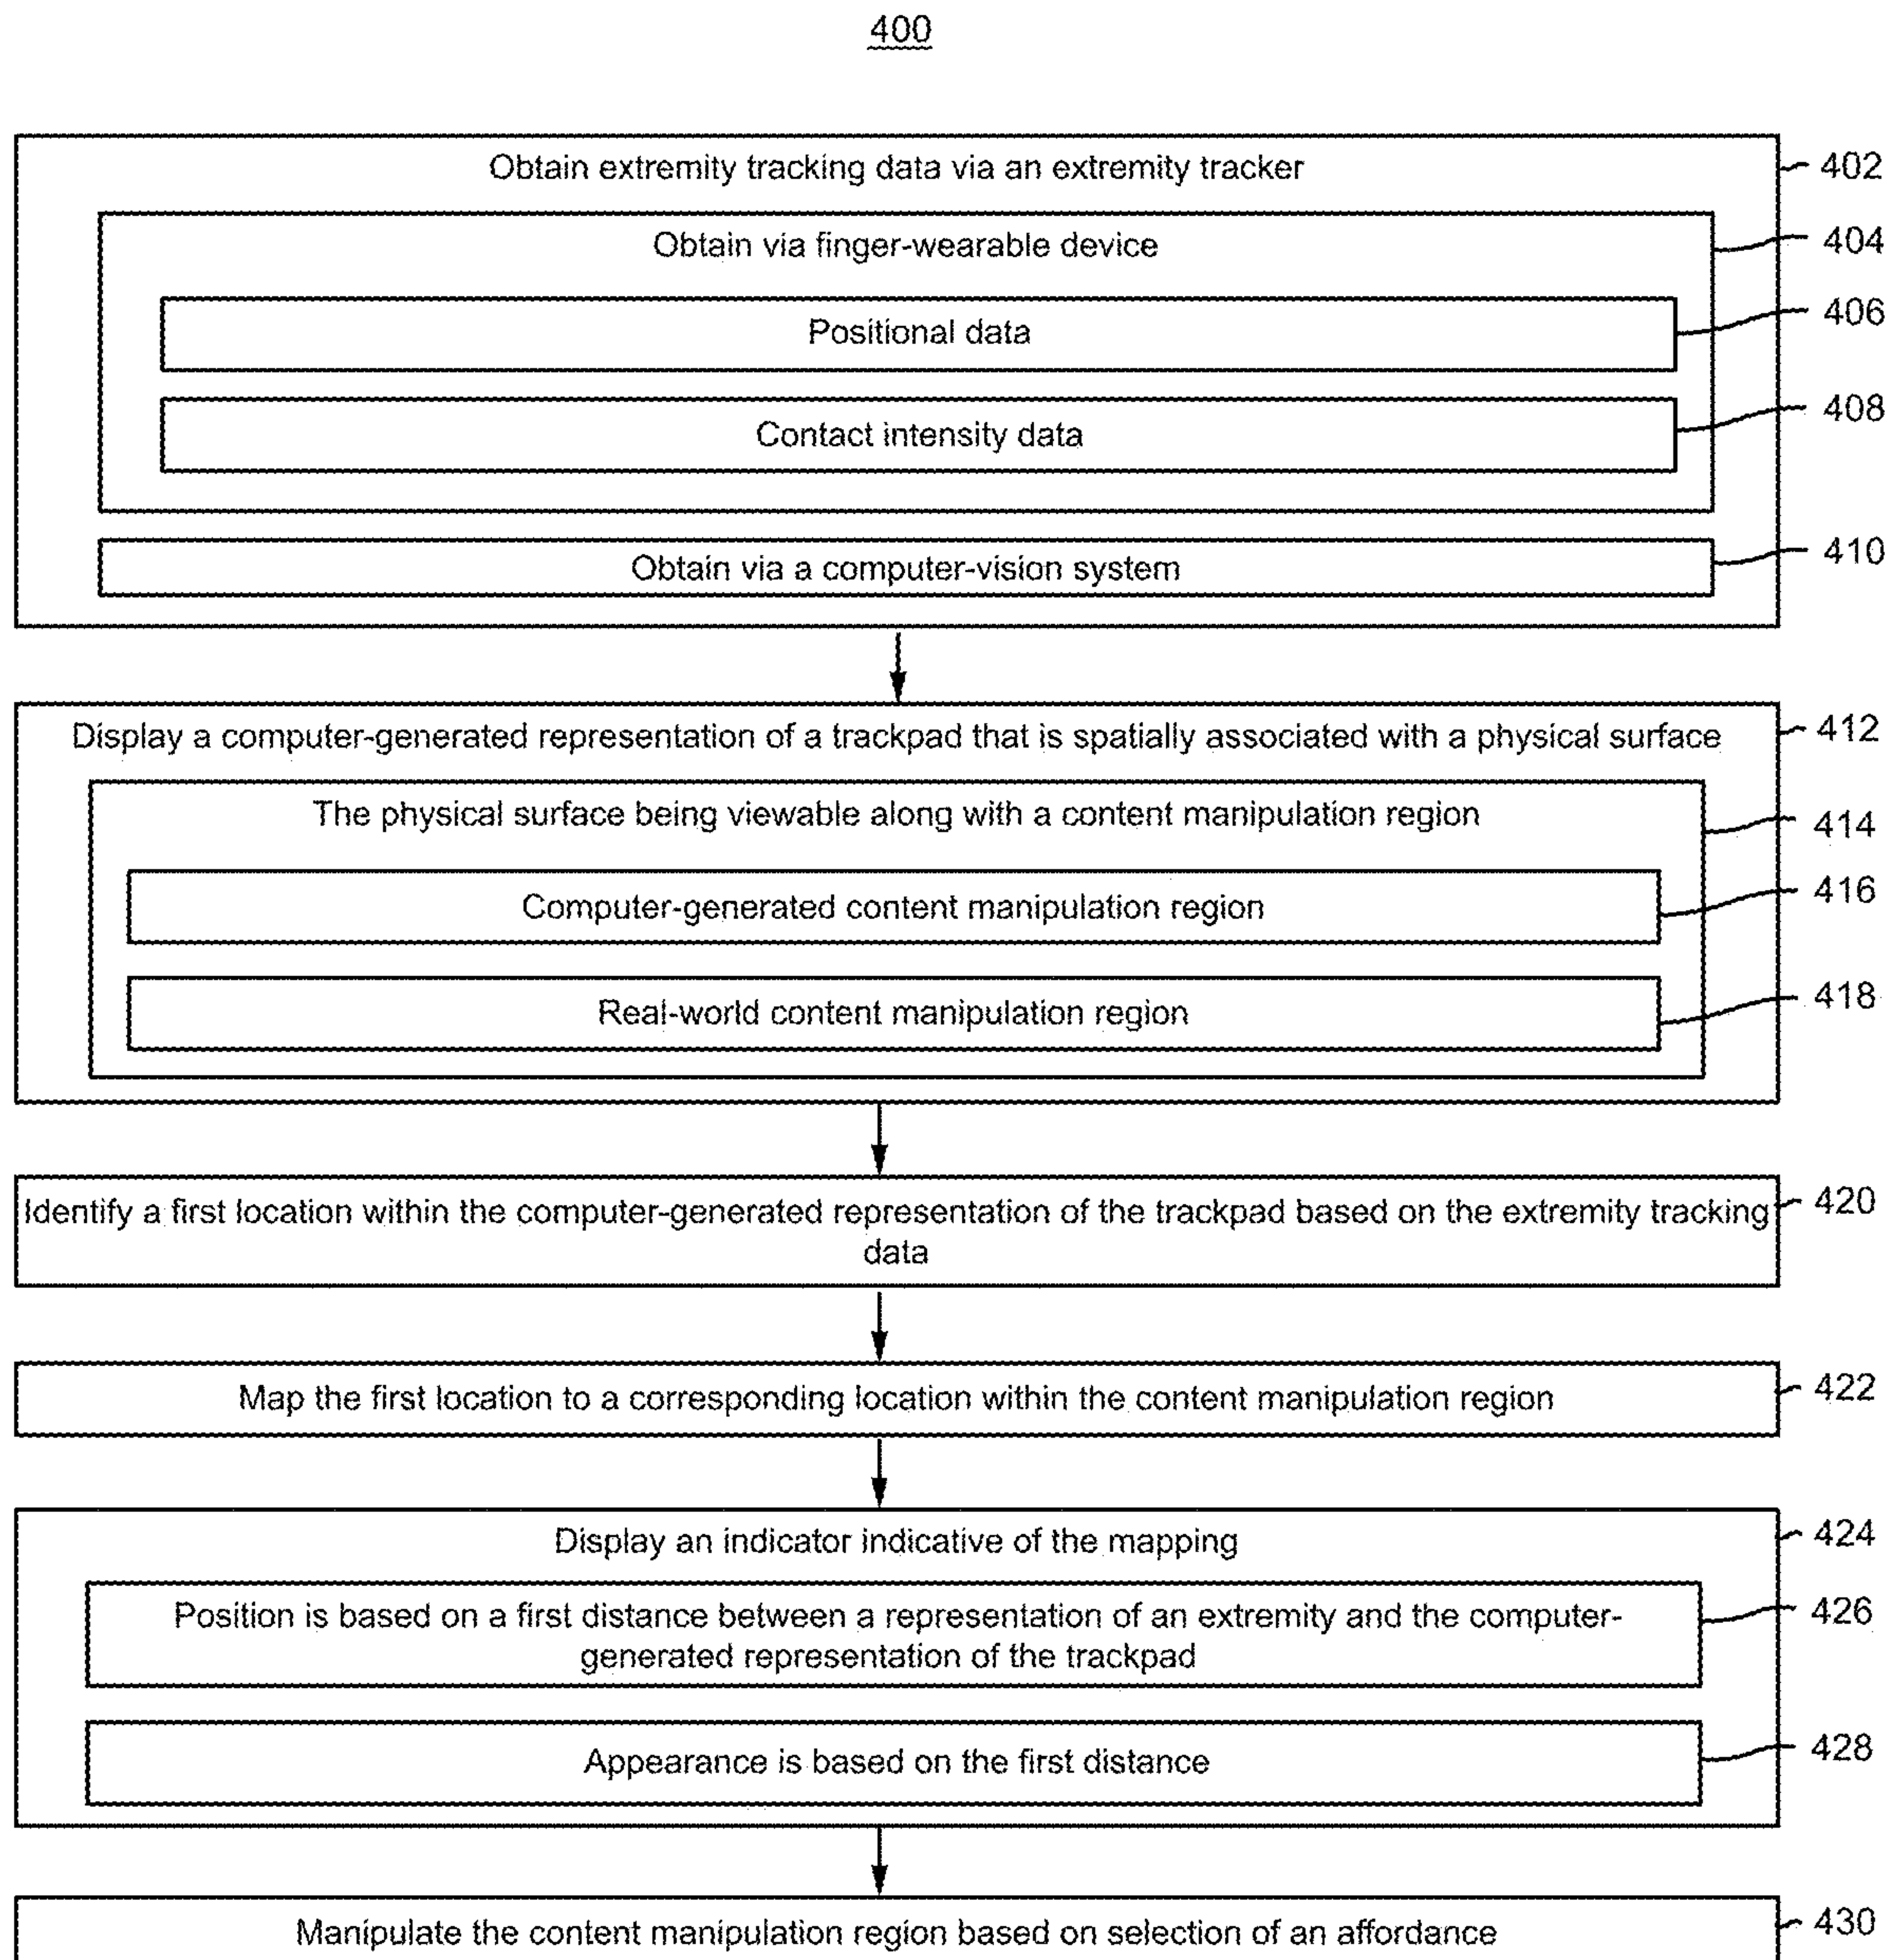 400
Obtain extremity tracking data via an extremity tracker
402
Obtain via finger-wearable device
404
Positional data
406
Contact intensity data
408
Obtain via a computer-vision system
410
Display a computer-generated representation of a trackpad that is spatially associated with a physical surface
412
The physical surface being viewable along with a content manipulation region
414
Computer-generated content manipulation region
416
Real-world content manipulation region
418
Identify a first location within the computer-generated representation of the trackpad based on the extremity tracking
data
420
Map the first location to a corresponding location within the content manipulation region
422
Display an indicator indicative of the mapping
424
Position is based on a first distance between a representation of an extremity and the computer-
generated representation of the trackpad
426
Appearance is based on the first distance
428
Manipulate the content manipulation region based on selection of an affordance
430